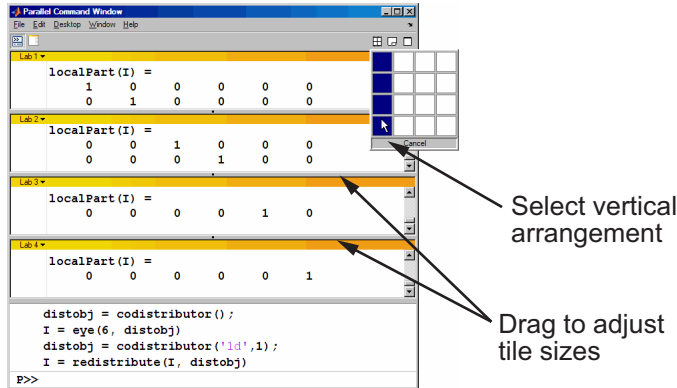 Parallel Command Window
File Edit Desktop Window Help
Lab 1
localPart(I) =
1 0 0 0 0 0
0 1 0 0 0 0
Lab 2
localPart(I) =
0 0 1 0 0 0
0 0 0 1 0 0
Lab 3
localPart(I) =
0 0 0 0 1 0
Lab 4
localPart(I) =
0 0 0 0 0 1
distobj = codistributor();
I = eye(6, distobj)
distobj = codistributor('1d',1);
I = redistribute(I, distobj)
P>>
Cancel
Select vertical
arrangement
Drag to adjust
tile sizes